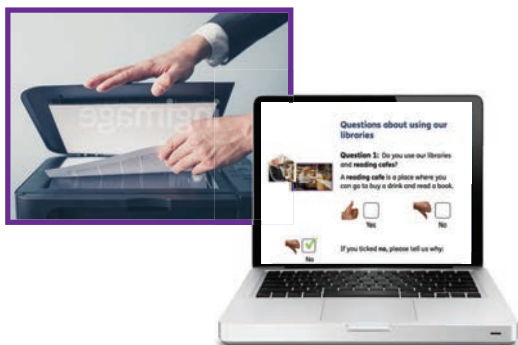 ingimage
Questions about using our
libraries
Question 1: Do you use our libraries
and reading cafes?
A reading cafe is a place where you
can go to buy a drink and read a book.
Yes
No
No
If you ticked no, please tell us why: